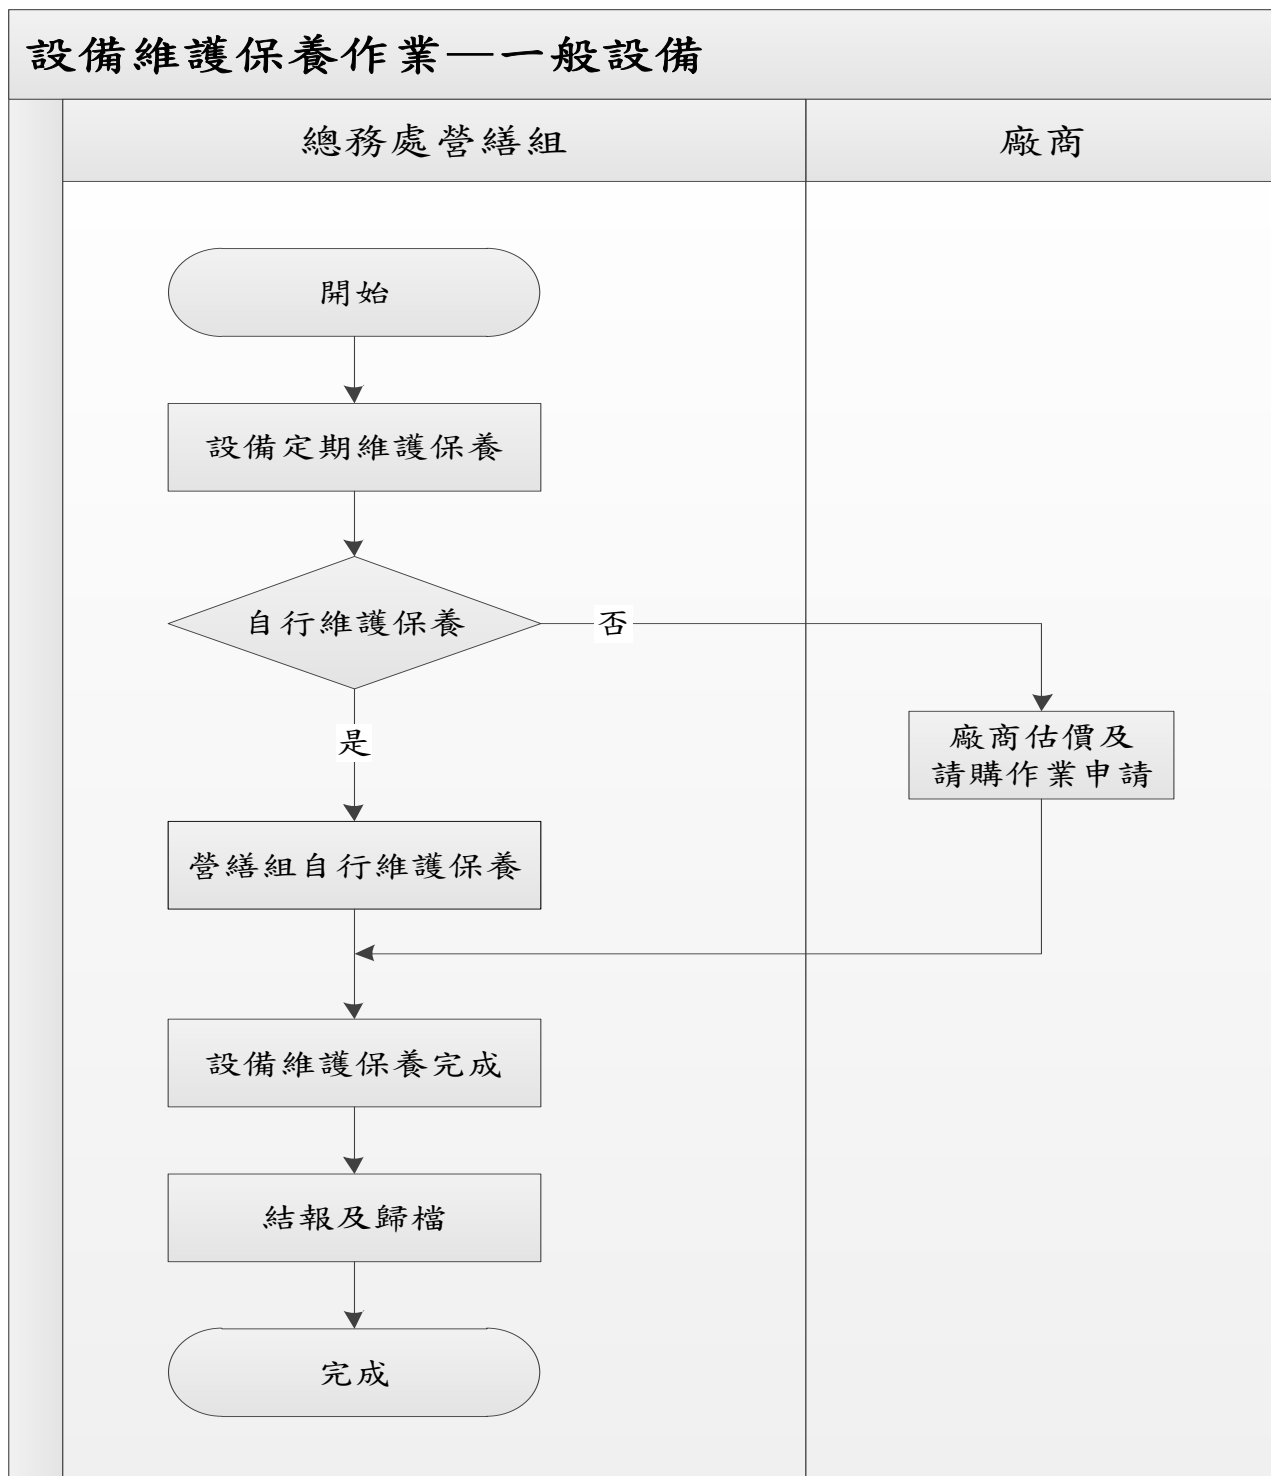 設備維護保養作業—一般設備
總務處營繕組
廠商
開始
設備定期維護保養
自行維護保養
否
廠商估價及
請購作業申請
是
營繕組自行維護保養
設備維護保養完成
結報及歸檔
完成